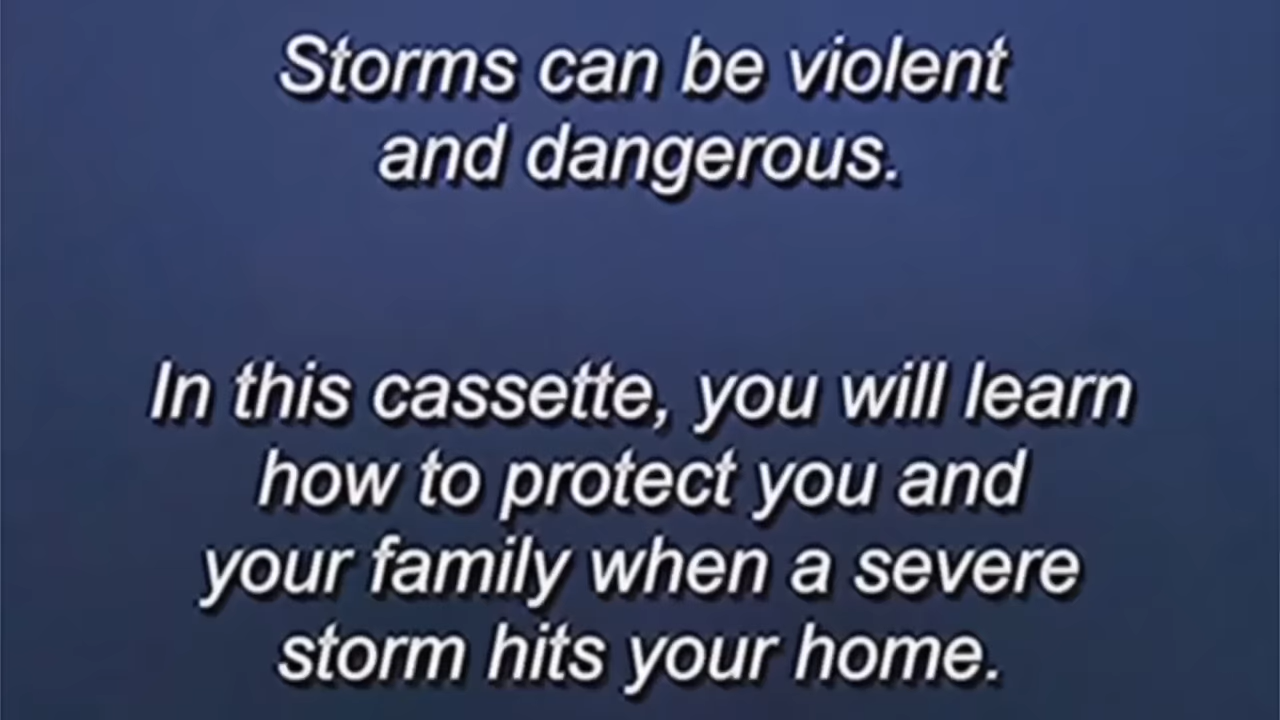 Storms can be violent
and dangerous.
In this cassette, you will learn
how to protect you and
your family when a severe
storm hits your home.